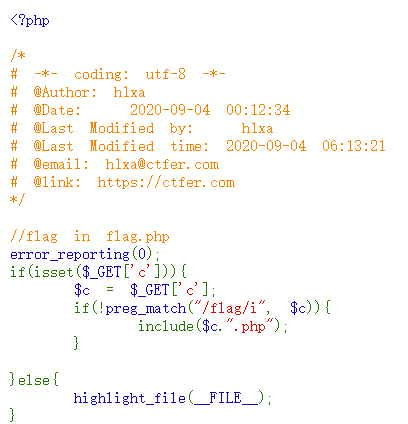 <?php
/*
# -*- coding: utf-8 -*-
# @Author: h1xa
# @Date:   2020-09-04 00:12:34
# @Last Modified by:   h1xa
# @Last Modified time: 2020-09-04 06:13:21
# @email: h1xa@ctfer.com
# @link: https://ctfer.com
*/
//flag in flag.php
error_reporting(0);
if(isset($_GET['c'])){
$c = $_GET['c'];
if(!preg_match("/flag/i", $c)){
include($c.".php");
}
}else{
highlight_file(__FILE__);
}